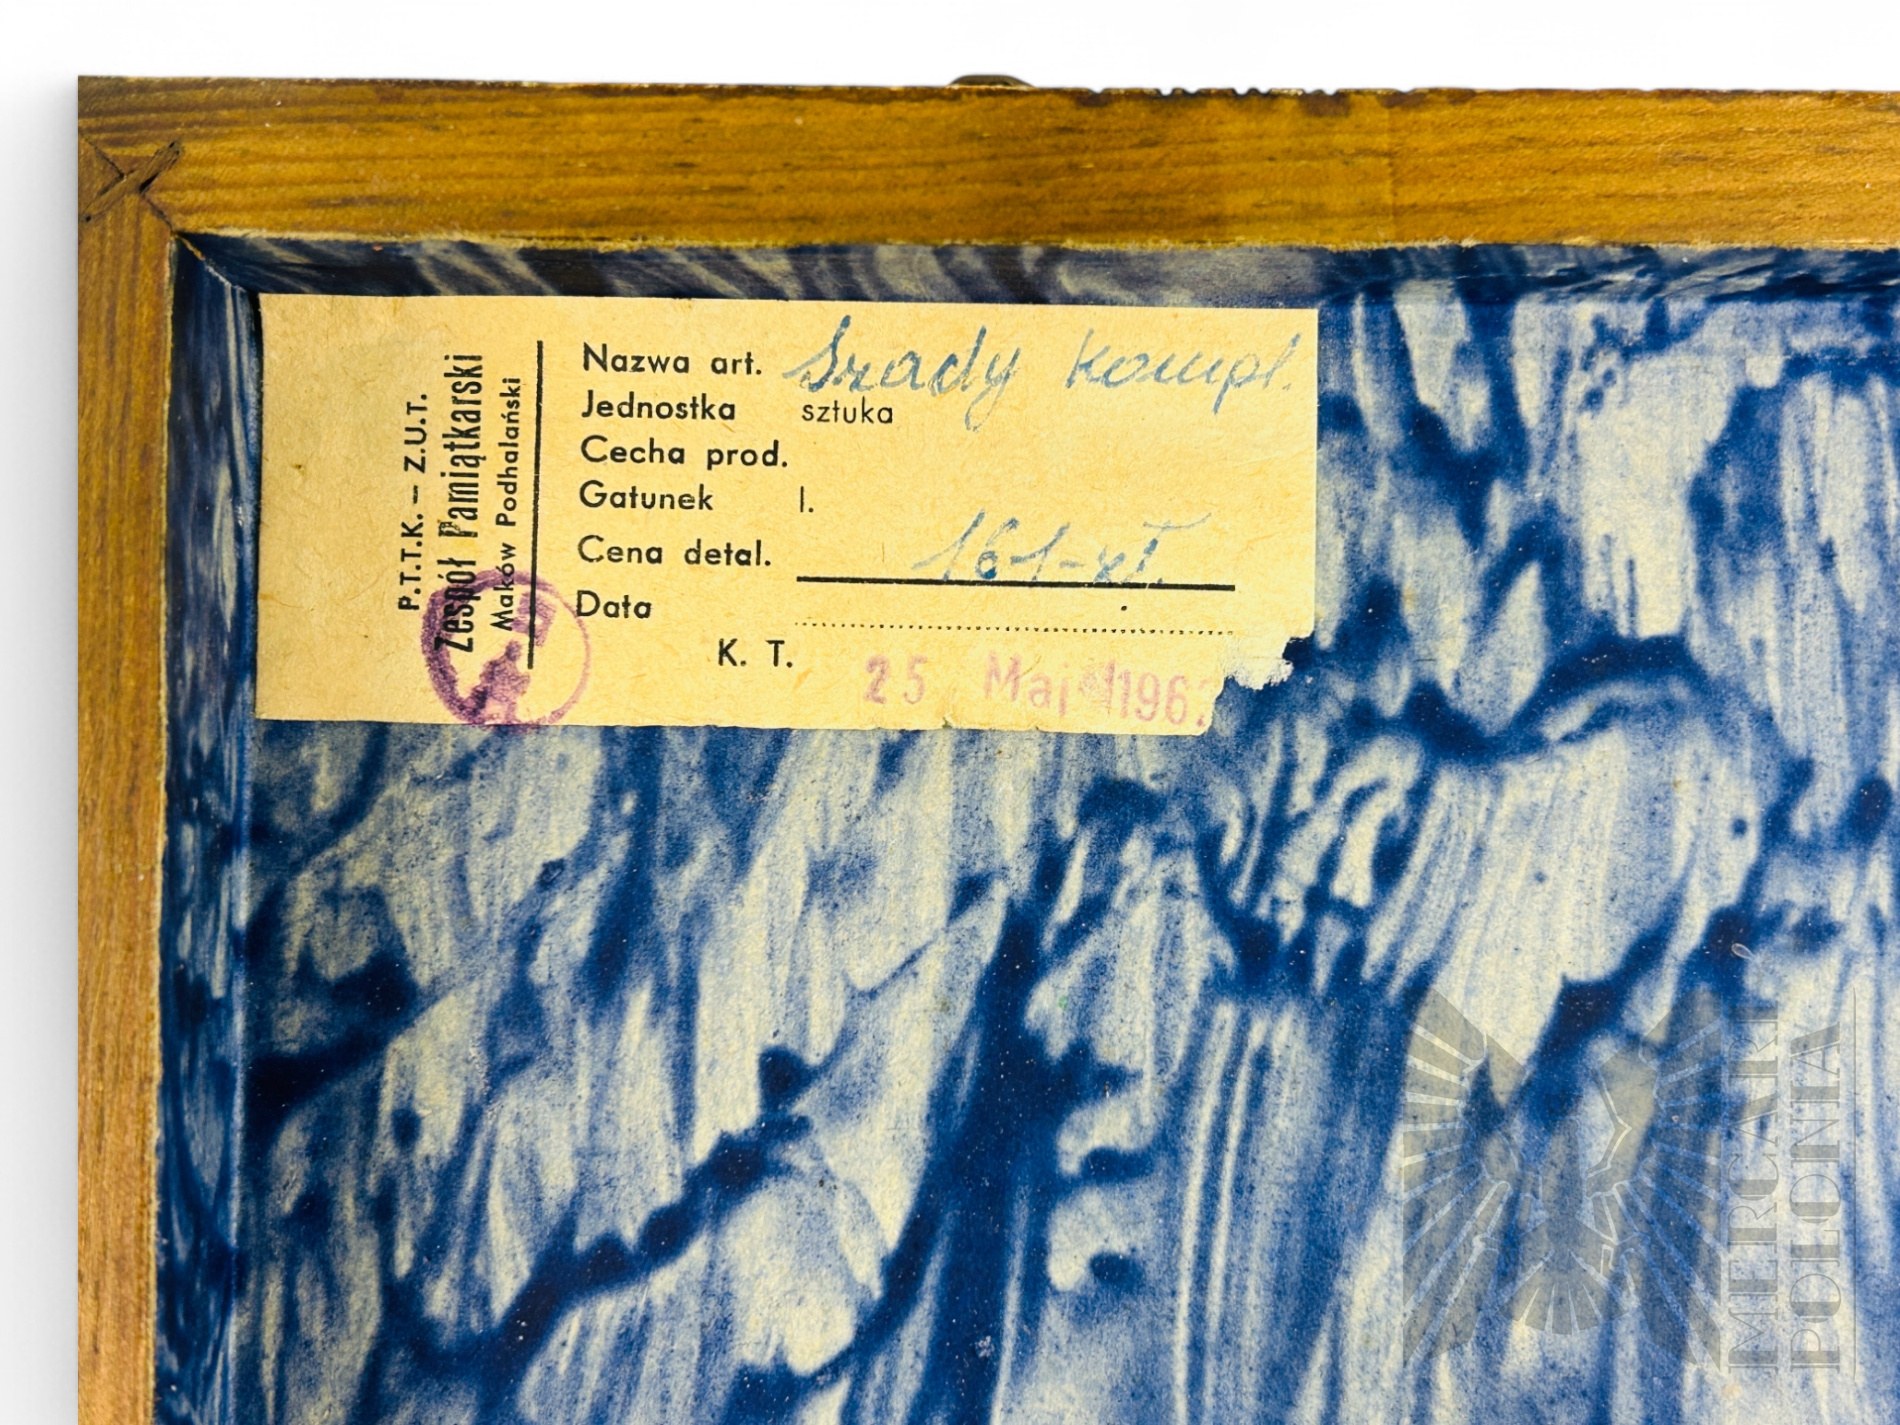 P.T.T.K. – Z.U.T.
Zespół Pamiątkarski
Maków Podhalański
Nazwa art. Szady kompl.
Jednostka sztuka
Cecha prod.
Gatunek I.
Cena detal. 161-zł.
Data
K. T.
25 Maj 196
MERCARI
POLONIA